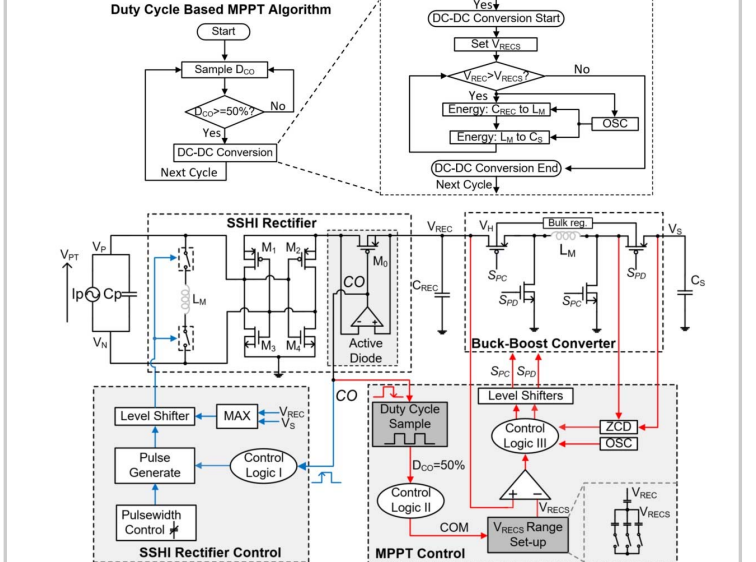 Duty Cycle Based MPPT Algorithm
Start
Sample DCO
DCO>=50%?
No
Yes
DC-DC Conversion
Next Cycle
Yes
DC-DC Conversion Start
Set VRECS
VREC>VRECS?
No
Yes
Energy: CREC to LM
OSC
Energy: LM to CS
DC-DC Conversion End
Next Cycle
SSHI Rectifier
VPT
VP
Ip
Cp
VN
LM
M1
M2
M3
M4
M0
CO
Active
Diode
VREC
CREC
VH
Bulk reg.
LM
VS
SPC
SPD
SPC
SPD
CS
Buck-Boost Converter
SPC
SPD
CO
Level Shifter
MAX
VREC
VS
Pulse
Generate
Control
Logic I
Pulsewidth
Control
SSHI Rectifier Control
Duty Cycle
Sample
DCO=50%
Control
Logic II
COM
Level Shifters
Control
Logic III
ZCD
OSC
+
−
VRECS
VRECS Range
Set-up
VREC
VRECS
MPPT Control